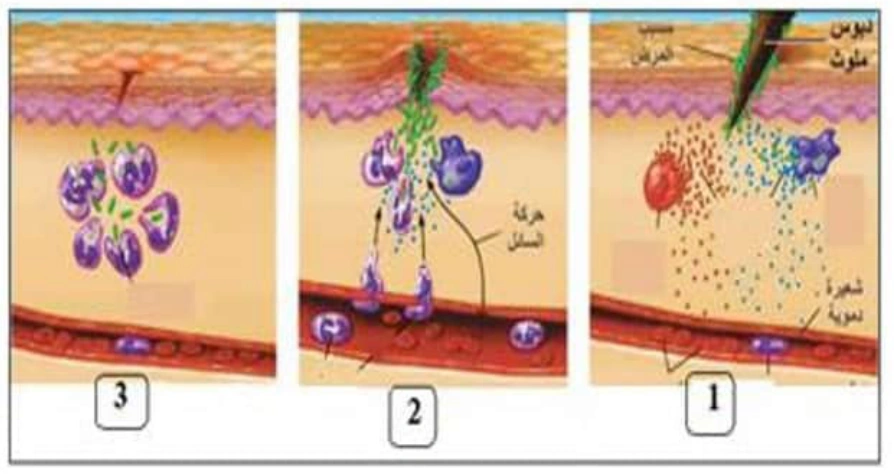 دبوس
ملوث
مسبب
المرض
شعيرة
دموية
حركة
السائل
1
2
3